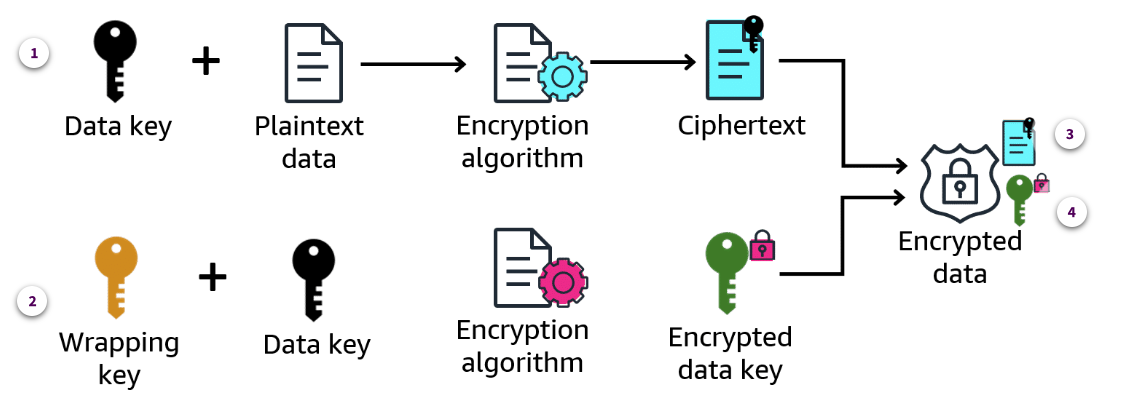 1
Data key
+
Plaintext
data
Encryption
algorithm
Ciphertext
3
4
Encrypted
data
2
Wrapping
key
+
Data key
Encryption
algorithm
Encrypted
data key